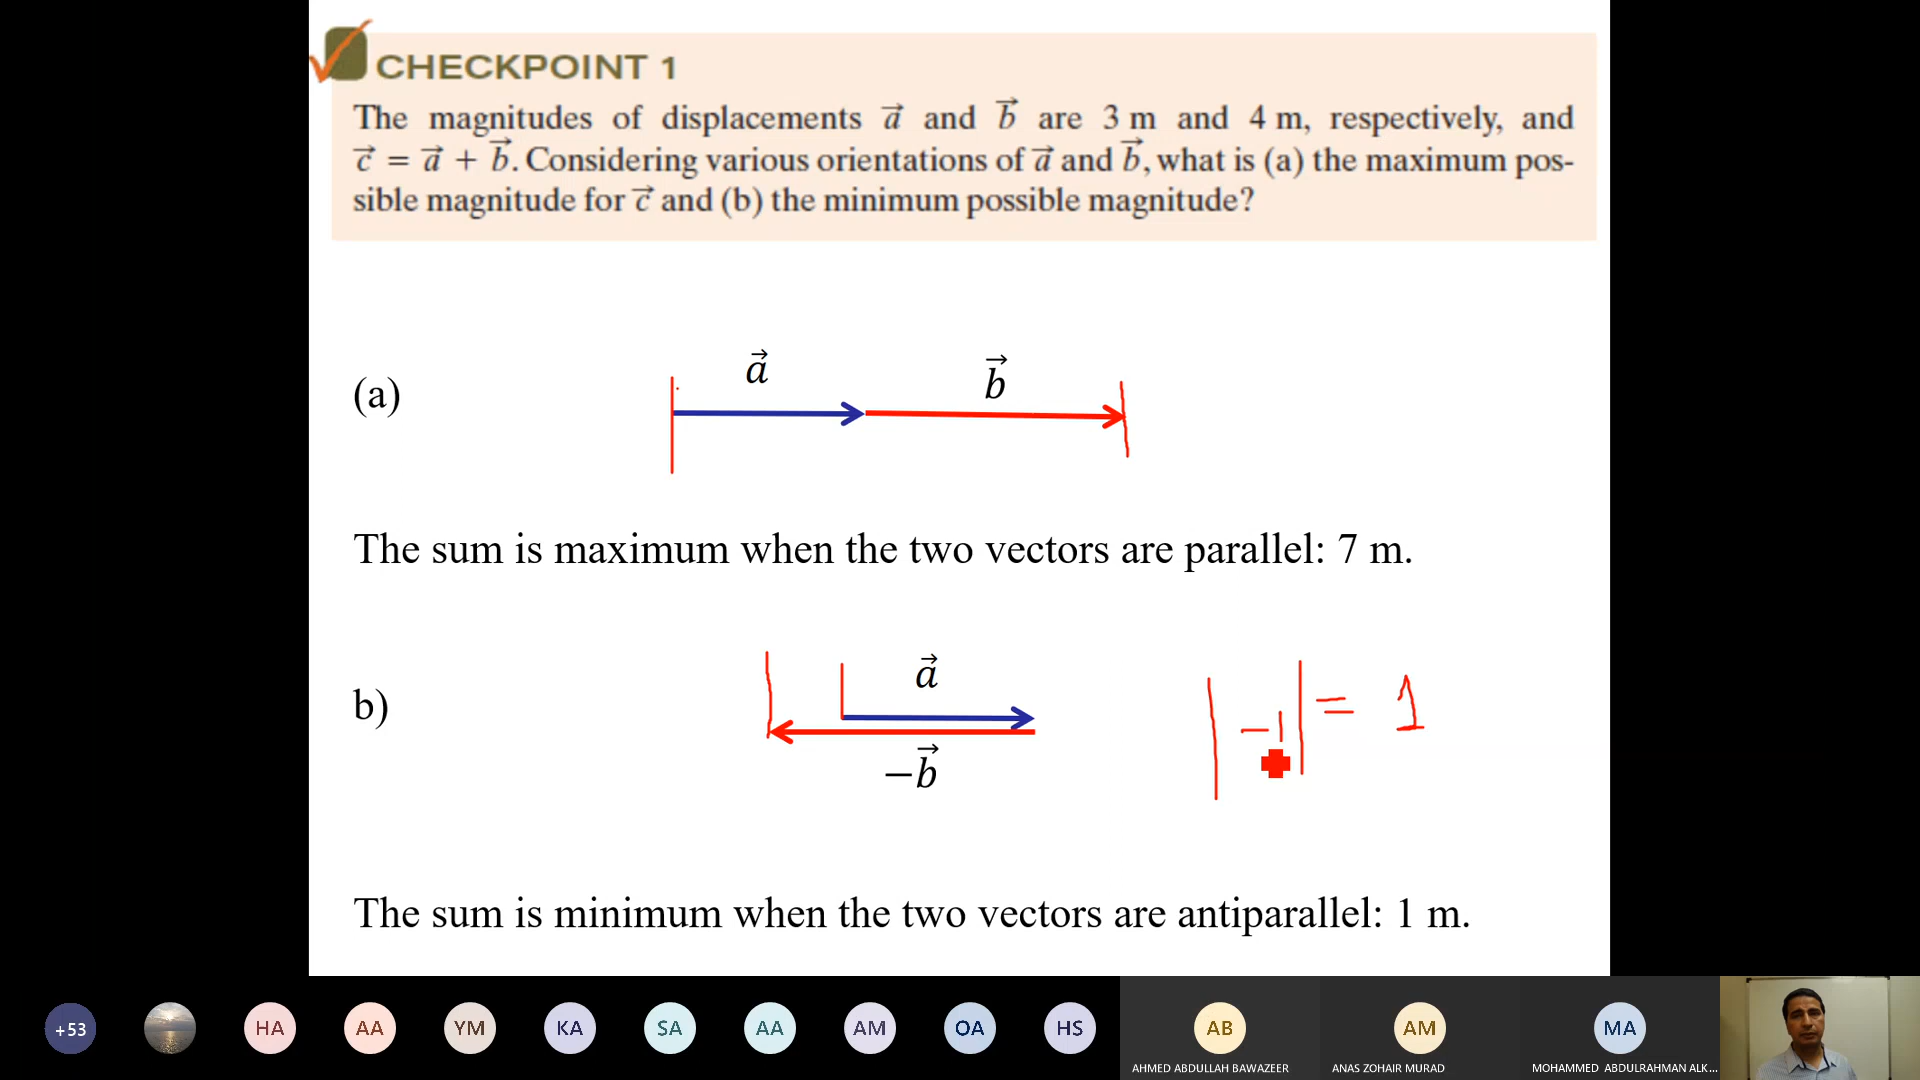 CHECKPOINT 1
The magnitudes of displacements a⃗ and b⃗ are 3 m and 4 m, respectively, and
c⃗ = a⃗ + b⃗. Considering various orientations of a⃗ and b⃗, what is (a) the maximum pos-
sible magnitude for c⃗ and (b) the minimum possible magnitude?
(a)
a⃗
b⃗
The sum is maximum when the two vectors are parallel: 7 m.
b)
a⃗
−b⃗
|−1| = 1
The sum is minimum when the two vectors are antiparallel: 1 m.
+53 HA AA YM KA SA AA AM OA HS AB AM MA
AHMED ABDULLAH BAWAZEER ANAS ZOHAIR MURAD MOHAMMED ABDULRAHMAN ALK...